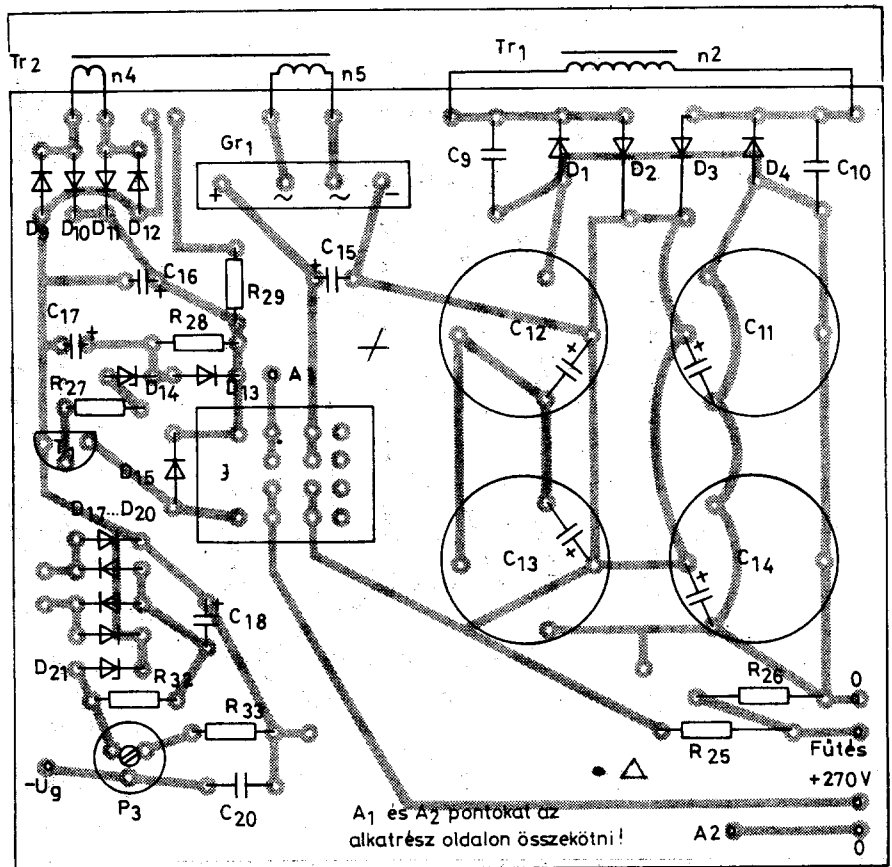 Tr2 n4 n5 Tr1 n2
Gr1
C9 D1 D2 D3 D4 C10
+ ~ ~ -
D9 D10 D11 D12
C16 + R29 + C15
C17 + R28 C12 C11
D14 D13 A1 + +
R27
T1
D15 J
D17...D20
C13 + C14 +
C18 +
D21
R32 R26 0
R33 R25 Fűtés
-Ug +270V
P3 C20 A1 és A2 pontokat az
alkatrész oldalon összekötni! A2 0